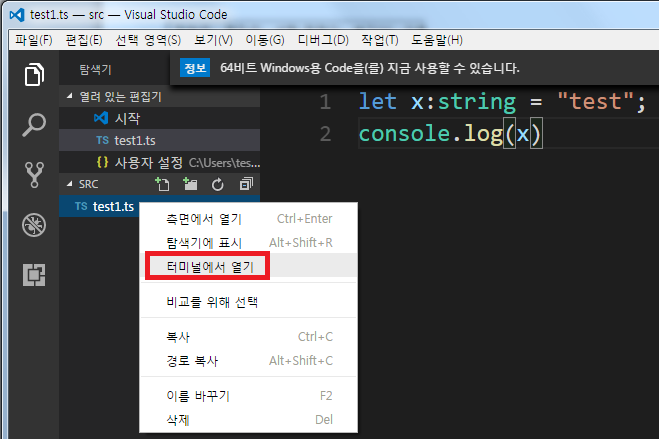 test1.ts — src — Visual Studio Code
파일(F) 편집(E) 선택 영역(S) 보기(V) 이동(G) 디버그(D) 작업(T) 도움말(H)
탐색기
정보 64비트 Windows용 Code을(를) 지금 사용할 수 있습니다.
열려 있는 편집기
시작
TS test1.ts
{ } 사용자 설정 C:\Users\tes...
SRC
TS test1.ts
1 let x:string = "test";
2 console.log(x)
측면에서 열기 Ctrl+Enter
탐색기에 표시 Alt+Shift+R
터미널에서 열기
비교를 위해 선택
복사 Ctrl+C
경로 복사 Alt+Shift+C
이름 바꾸기 F2
삭제 Del